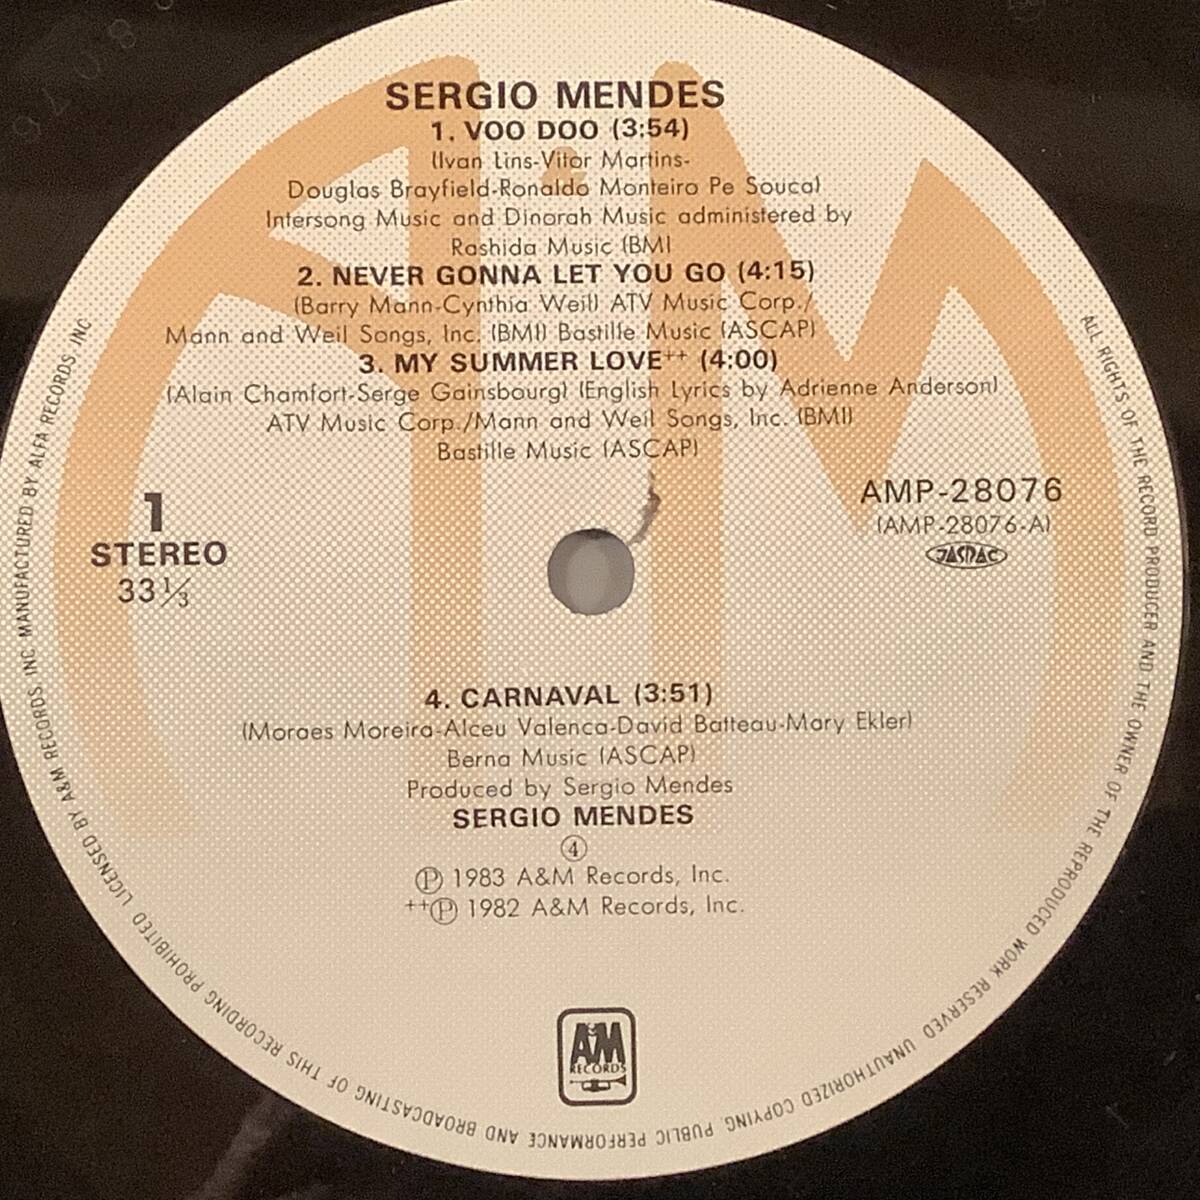 SERGIO MENDES
1. VOO DOO (3:54)
(Ivan Lins-Vitor Martins-
Douglas Brayfield-Ronaldo Monteiro Pe Souca)
Intersong Music and Dinorah Music administered by
Rashida Music (BMI
2. NEVER GONNA LET YOU GO (4:15)
(Barry Mann-Cynthia Weil) ATV Music Corp./
Mann and Weil Songs, Inc. (BMI) Bastille Music (ASCAP)
3. MY SUMMER LOVE++ (4:00)
(Alain Chamfort-Serge Gainsbourg) (English Lyrics by Adrienne Anderson)
ATV Music Corp./Mann and Weil Songs, Inc. (BMI)
Bastille Music (ASCAP)
1
STEREO
33 1/3
AMP-28076
(AMP-28076-A)
JASRAC
4. CARNAVAL (3:51)
(Moraes Moreira-Alceu Valenca-David Batteau-Mary Ekler)
Berna Music (ASCAP)
Produced by Sergio Mendes
SERGIO MENDES
④
Ⓟ 1983 A&M Records, Inc.
++Ⓟ 1982 A&M Records, Inc.
A&M
RECORDS
ALL RIGHTS OF THE RECORD PRODUCER AND THE OWNER OF THE REPRODUCED WORK RESERVED UNAUTHORIZED COPYING, PUBLIC PERFORMANCE AND BROADCASTING OF THIS RECORDING PROHIBITED LICENSED BY A&M RECORDS INC MANUFACTURED BY ALFA RECORDS INC